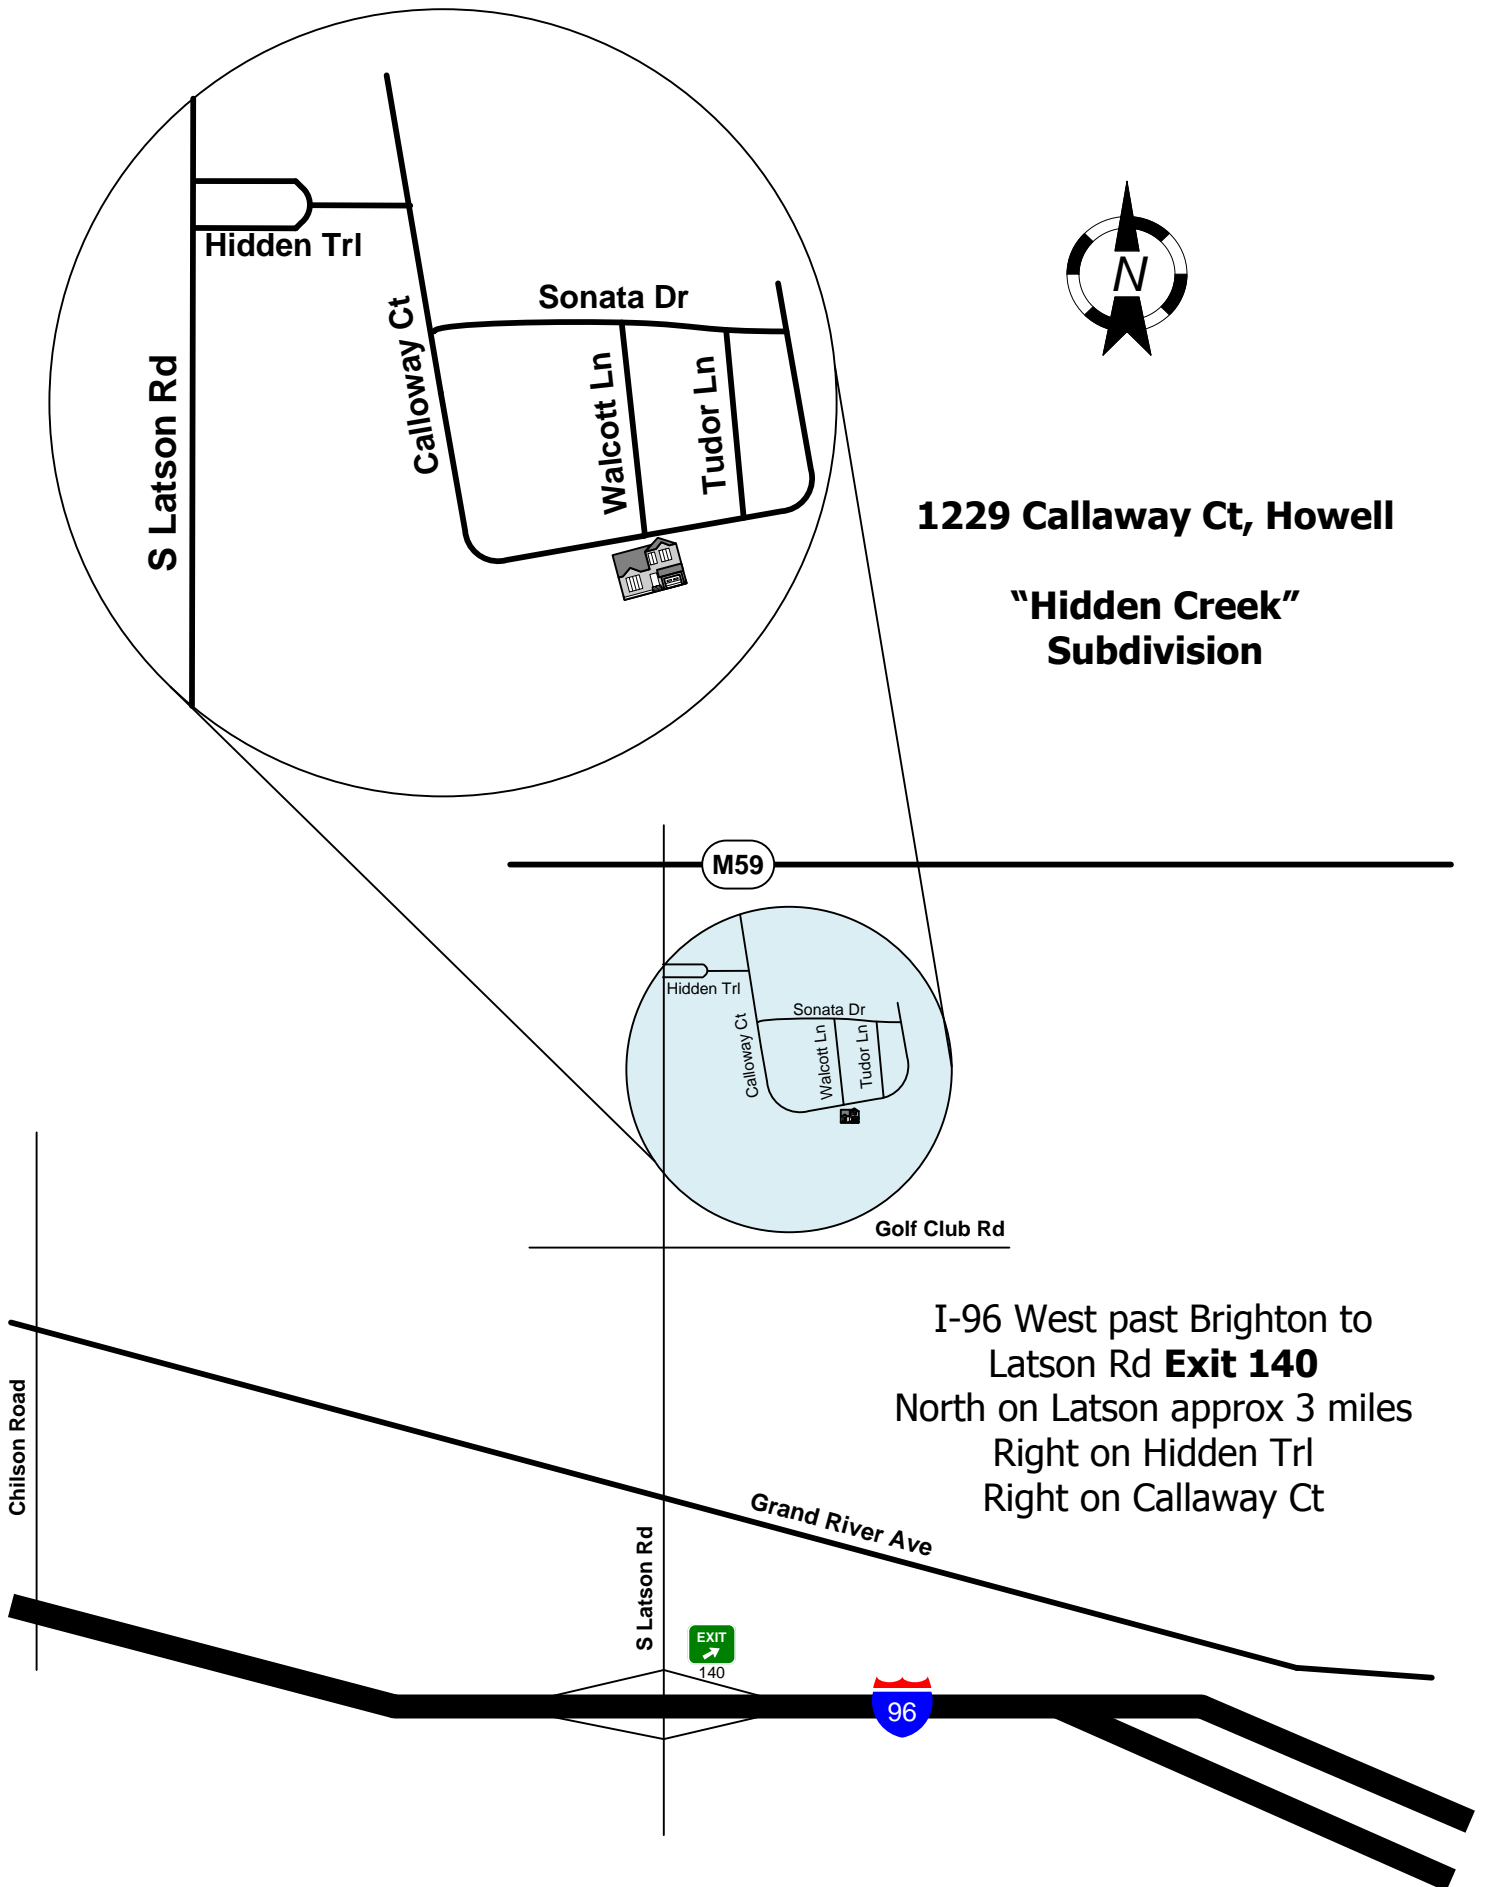 Hidden Trl
Sonata Dr
Calloway Ct
S Latson Rd
Walcott Ln
Tudor Ln
N
1229 Callaway Ct, Howell
“Hidden Creek”
Subdivision
M59
Hidden Trl
Sonata Dr
Calloway Ct
Walcott Ln
Tudor Ln
Golf Club Rd
I-96 West past Brighton to
Latson Rd Exit 140
North on Latson approx 3 miles
Right on Hidden Trl
Right on Callaway Ct
Chilson Road
Grand River Ave
S Latson Rd
EXIT
140
96